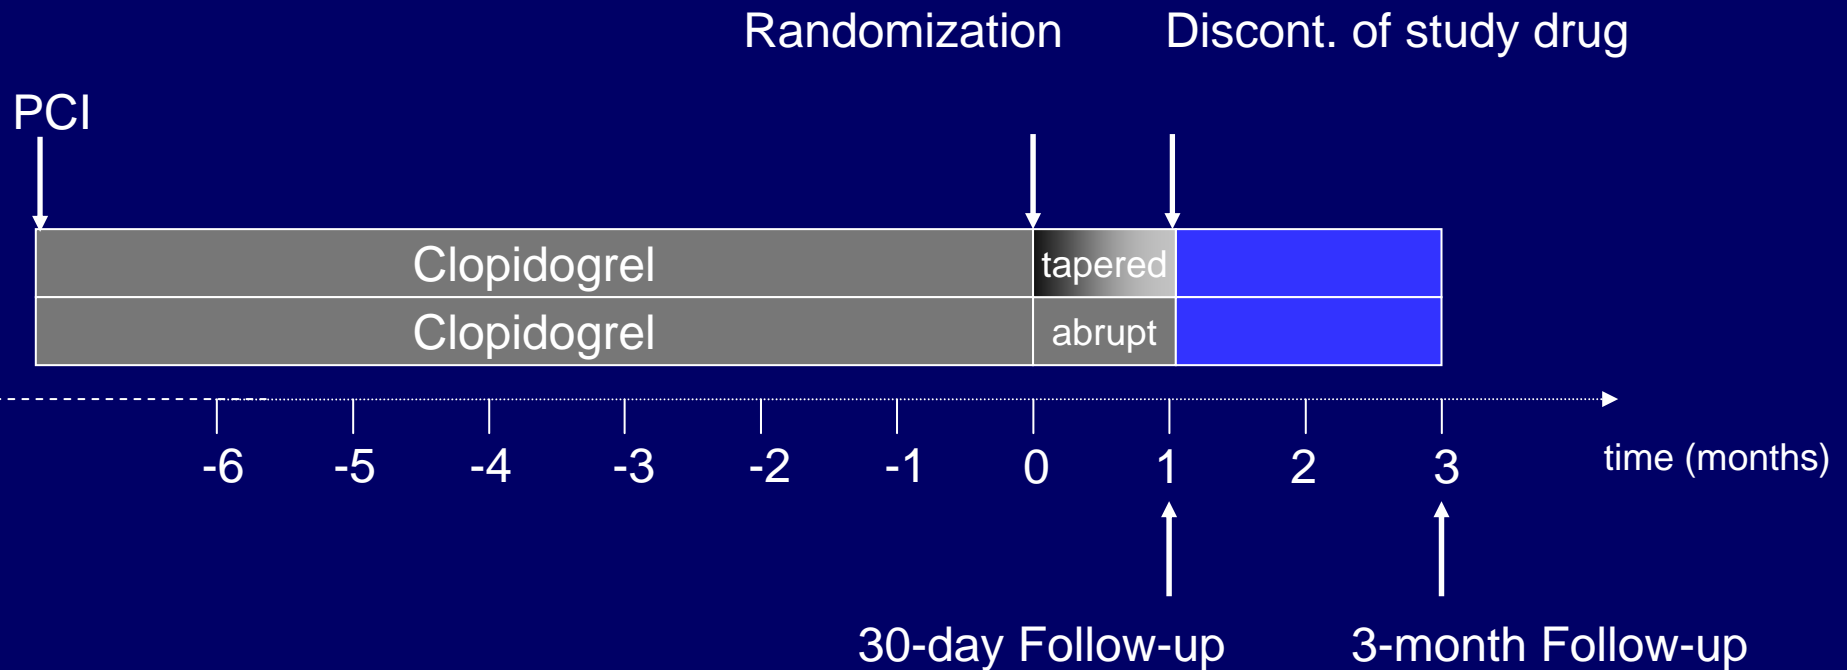 Randomization Discont. of study drug
PCI
Clopidogrel tapered
Clopidogrel abrupt
-6 -5 -4 -3 -2 -1 0 1 2 3 time (months)
30-day Follow-up 3-month Follow-up